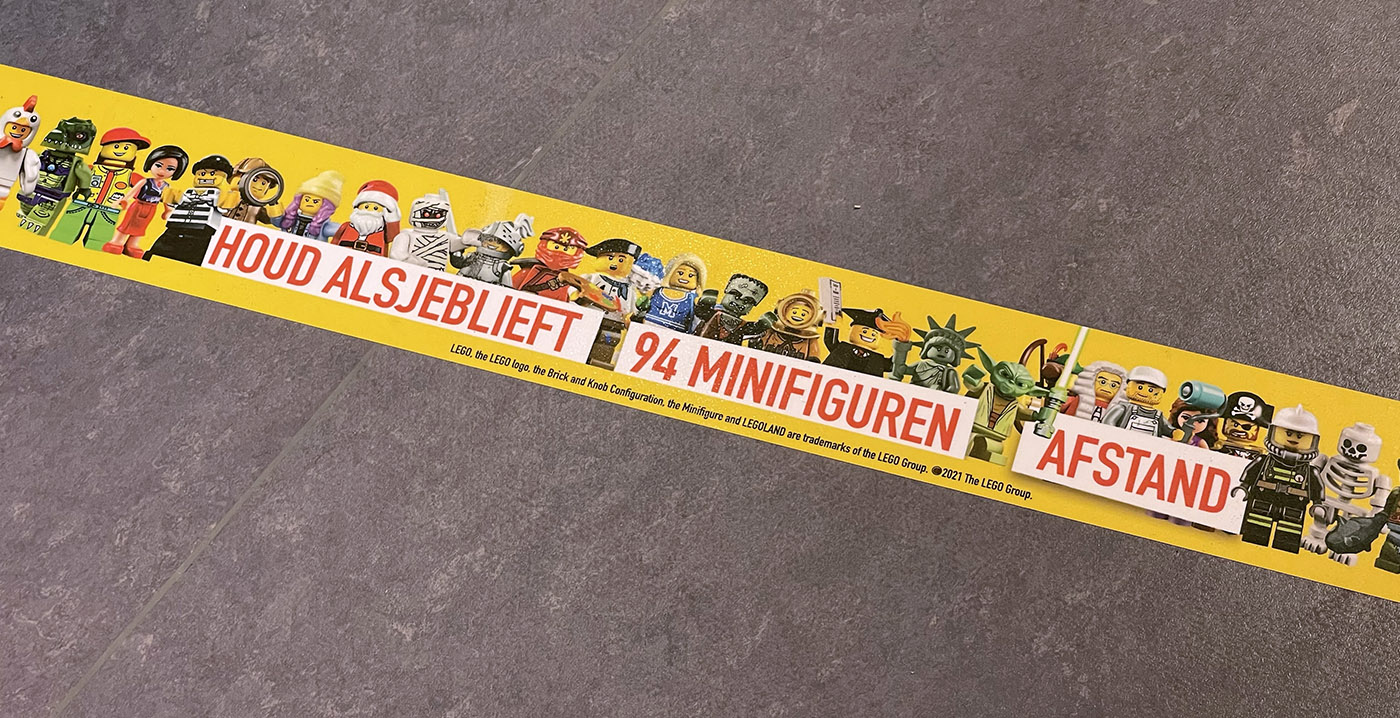 HOUD ALSJEBLIEFT 94 MINIFIGUREN AFSTAND
LEGO, the LEGO logo, the Brick and Knob Configuration, the Minifigure and LEGOLAND are trademarks of the LEGO Group. ©2021 The LEGO Group.
M